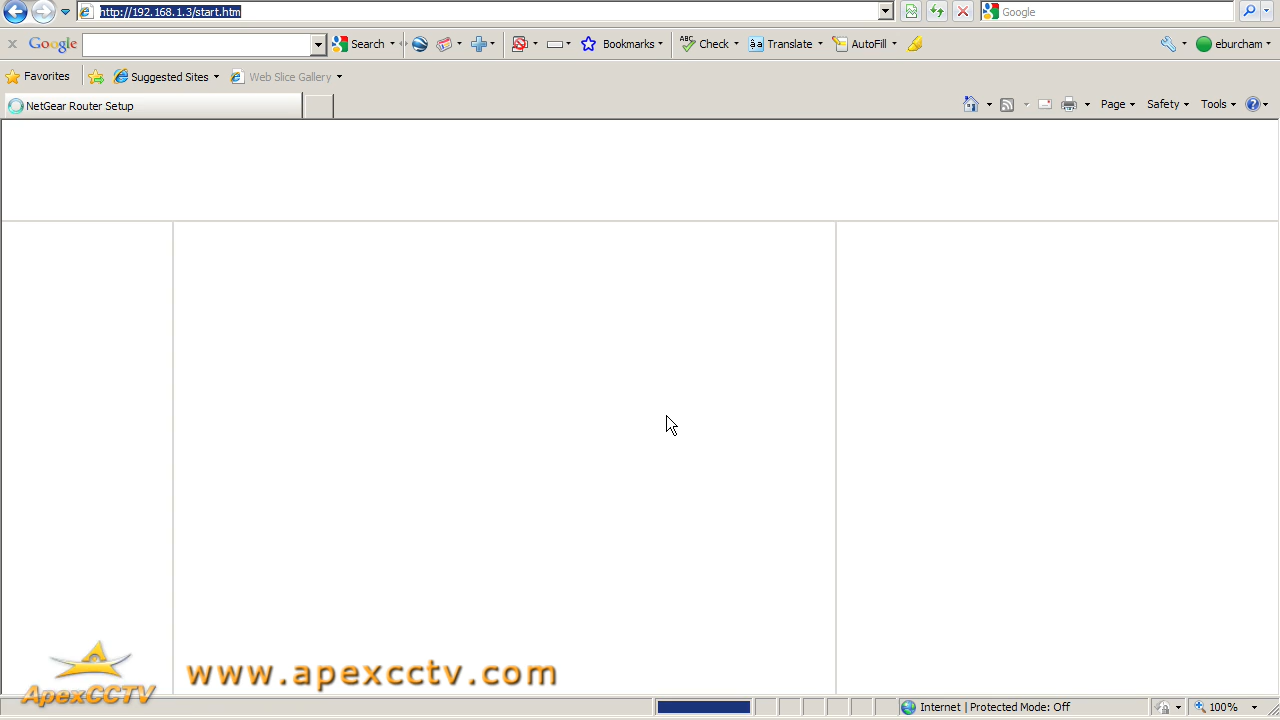 http://192.168.1.3/start.htm
Google
Google
Search
Bookmarks
ABC
Check
Translate
AutoFill
eburcham
Favorites
Suggested Sites
Web Slice Gallery
NetGear Router Setup
Page
Safety
Tools
www.apexcctv.com
ApexCCTV
Internet | Protected Mode: Off
100%